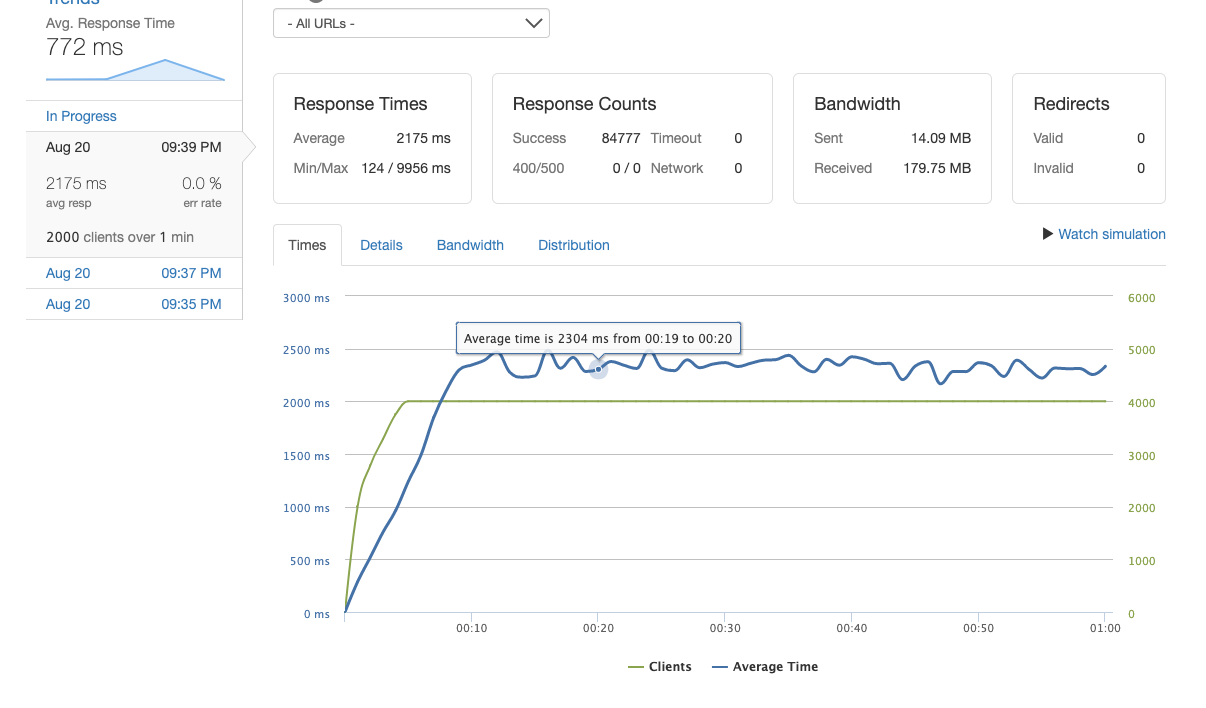 Trends
Avg. Response Time
772 ms
In Progress
Aug 20 09:39 PM
2175 ms 0.0 %
avg resp err rate
2000 clients over 1 min
Aug 20 09:37 PM
Aug 20 09:35 PM
- All URLs -
Response Times
Average 2175 ms
Min/Max 124 / 9956 ms
Response Counts
Success 84777 Timeout 0
400/500 0 / 0 Network 0
Bandwidth
Sent 14.09 MB
Received 179.75 MB
Redirects
Valid 0
Invalid 0
Times Details Bandwidth Distribution
Watch simulation
3000 ms 6000
Average time is 2304 ms from 00:19 to 00:20
2500 ms 5000
2000 ms 4000
1500 ms 3000
1000 ms 2000
500 ms 1000
0 ms 0
00:10 00:20 00:30 00:40 00:50 01:00
Clients Average Time